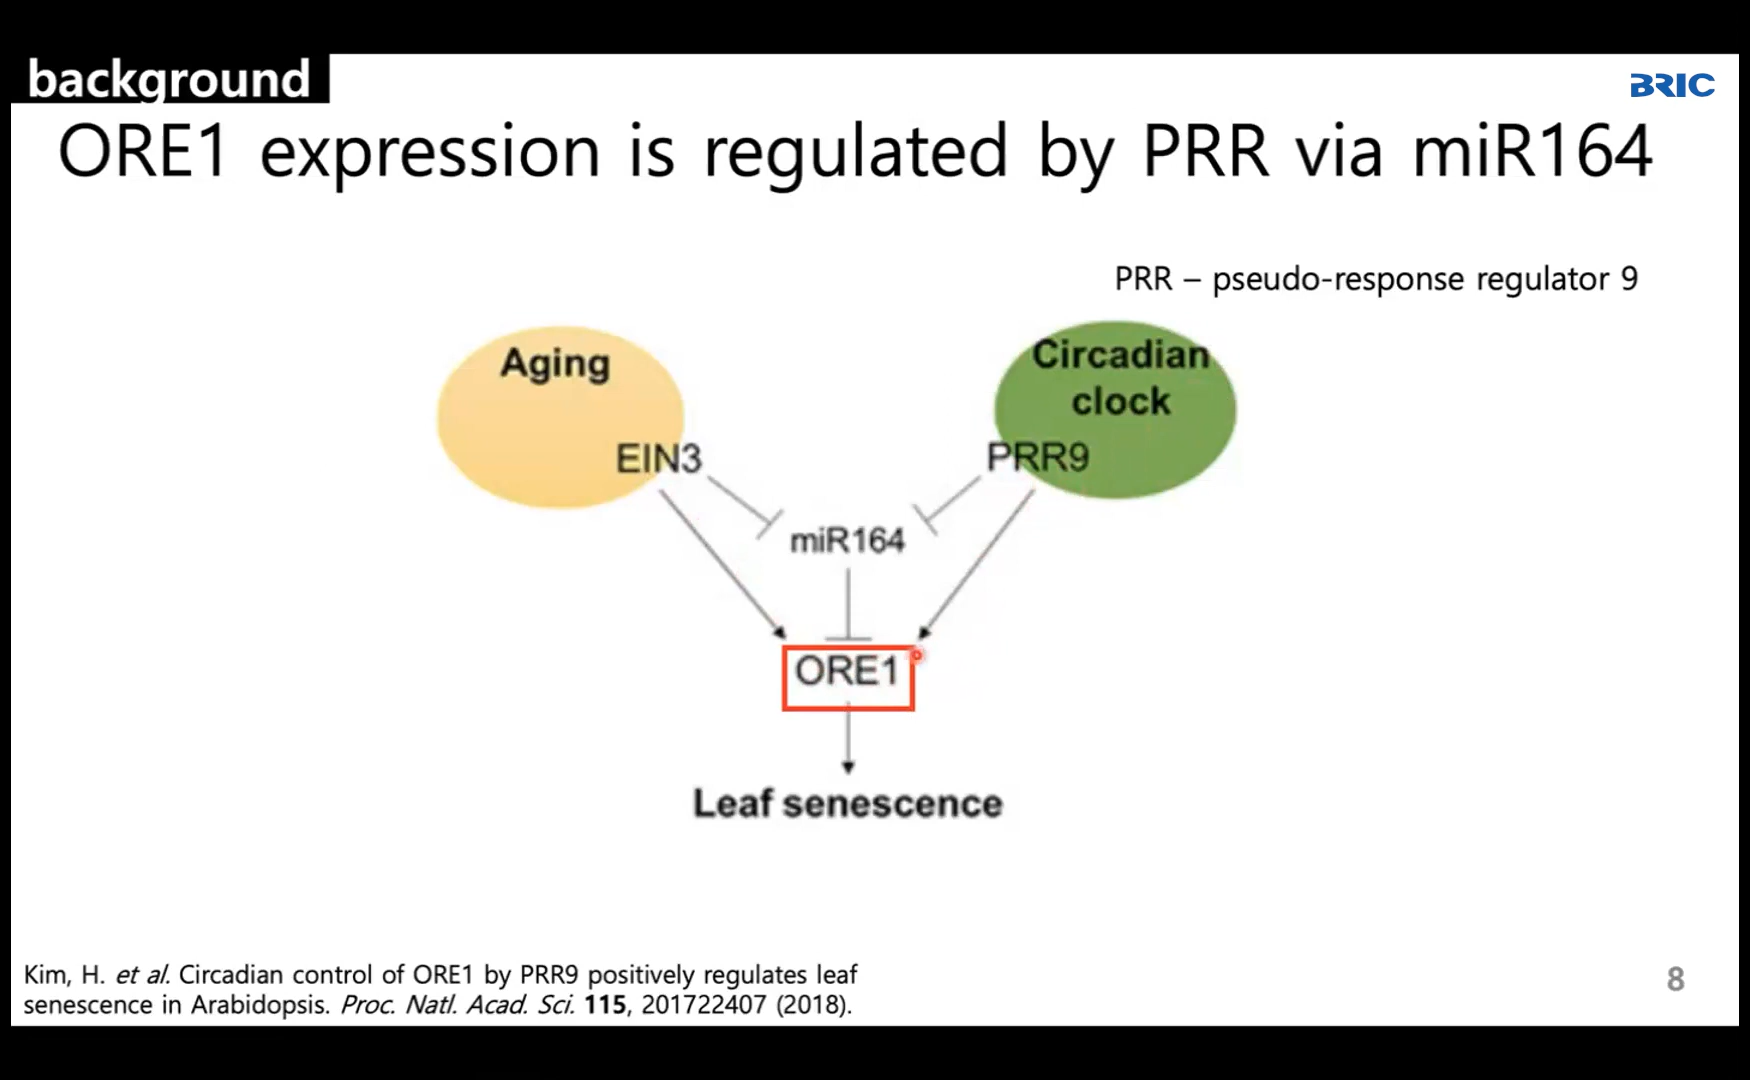 background
BRIC
ORE1 expression is regulated by PRR via miR164
PRR – pseudo-response regulator 9
Aging
Circadian
clock
EIN3
PRR9
miR164
ORE1
Leaf senescence
Kim, H. et al. Circadian control of ORE1 by PRR9 positively regulates leaf
senescence in Arabidopsis. Proc. Natl. Acad. Sci. 115, 201722407 (2018).
8